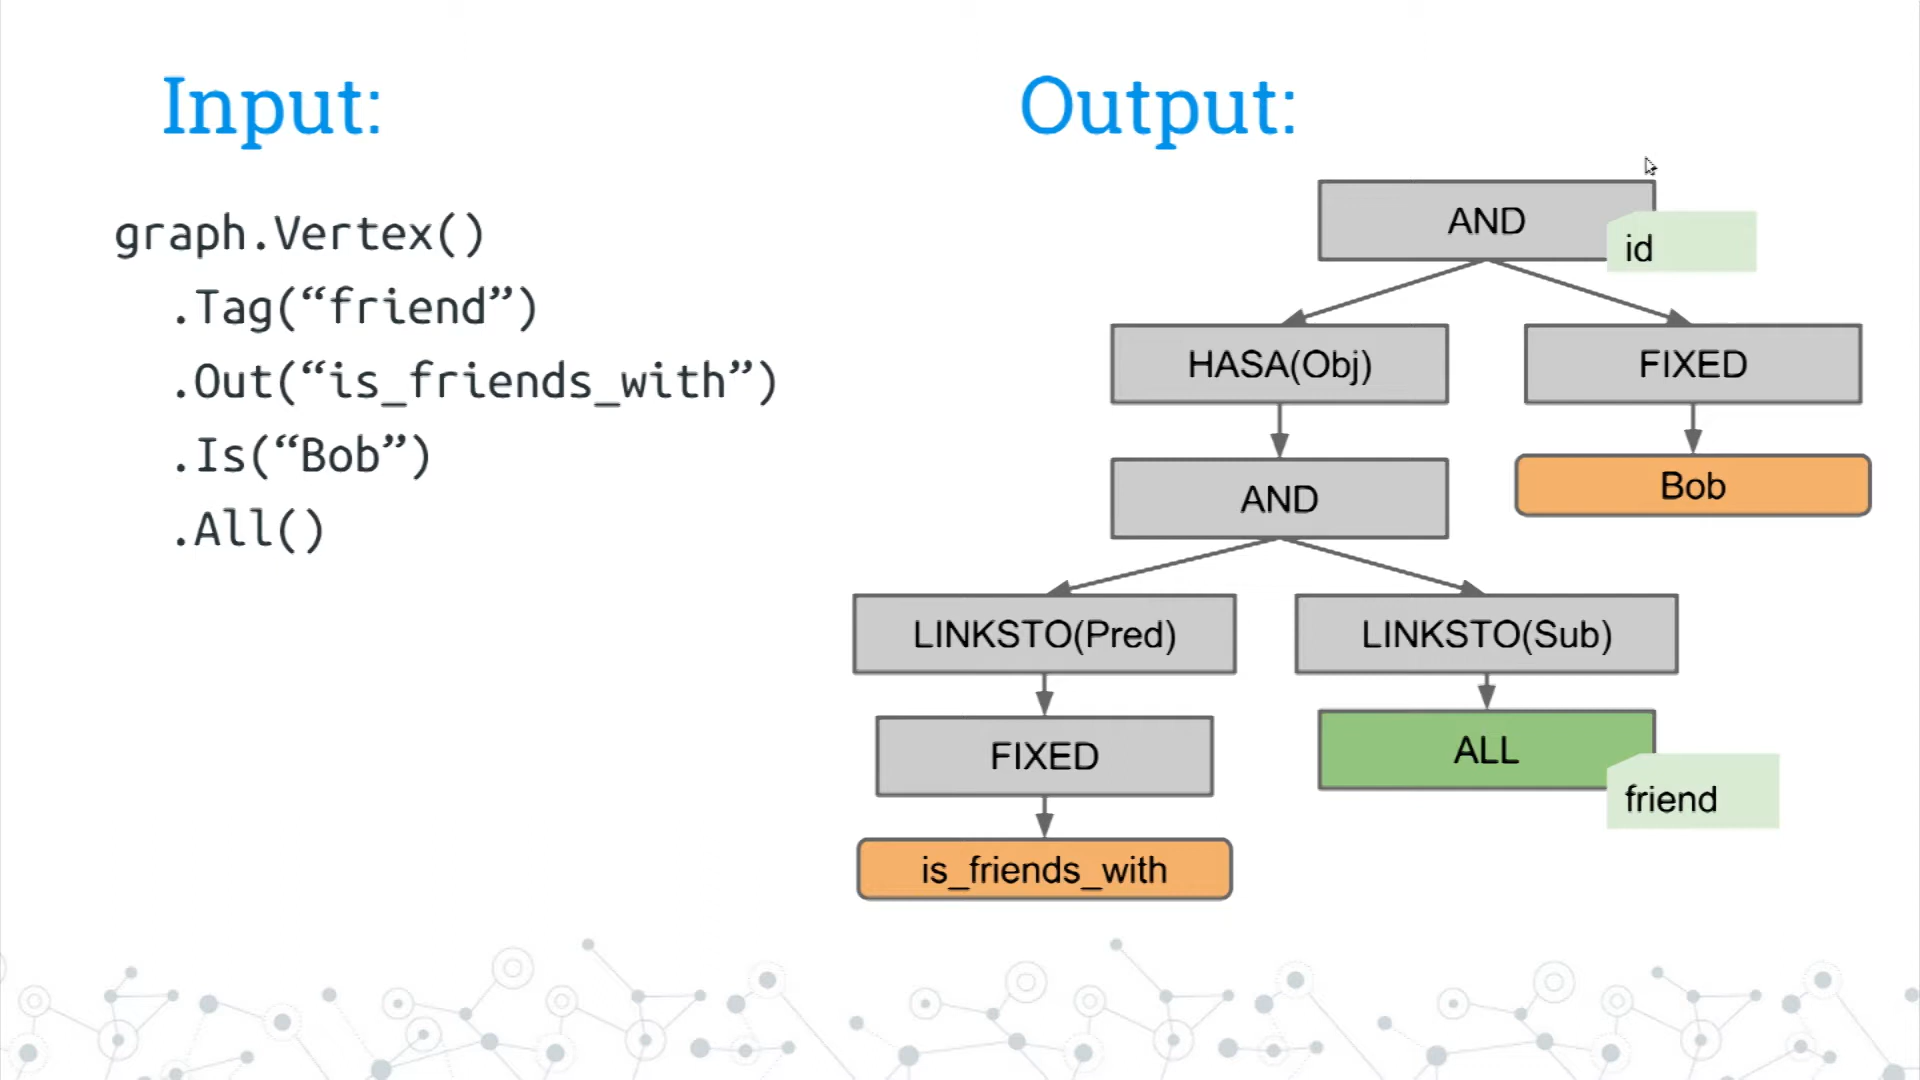 Input:
graph.Vertex()
.Tag(“friend”)
.Out(“is_friends_with”)
.Is(“Bob”)
.All()
Output:
AND
id
HASA(Obj)
FIXED
AND
Bob
LINKSTO(Pred)
LINKSTO(Sub)
FIXED
ALL
friend
is_friends_with